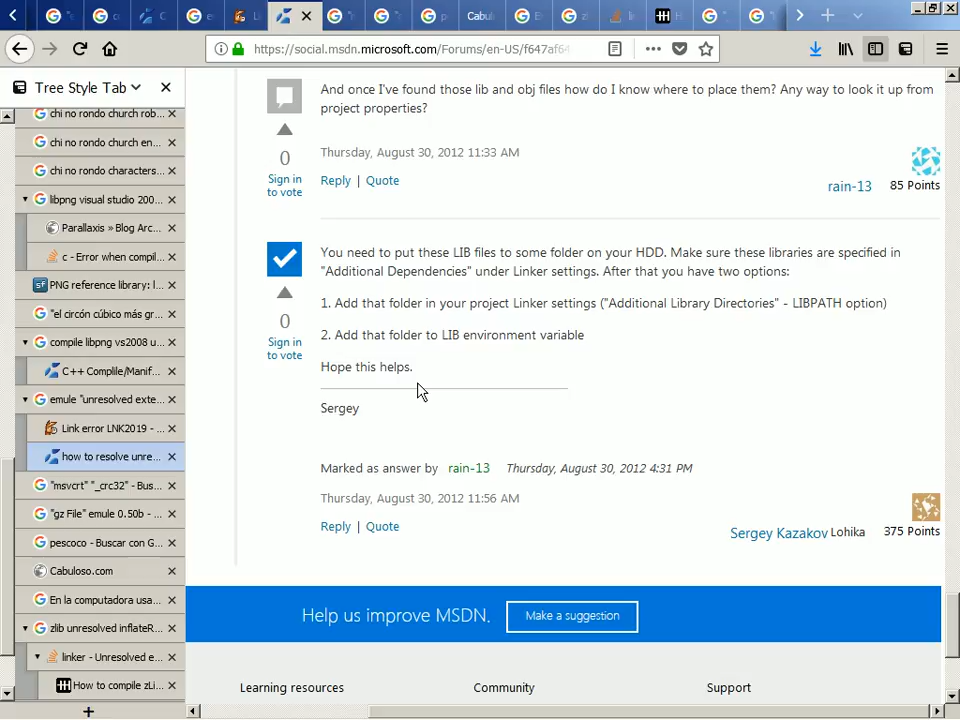 Cabul
https://social.msdn.microsoft.com/Forums/en-US/f647af64
Tree Style Tab
chi no rondo church rob...
chi no rondo church en...
chi no rondo characters...
libpng visual studio 200...
Parallaxis » Blog Arc...
c - Error when compil...
PNG reference library: l...
"el circón cúbico más gr...
compile libpng vs2008 u...
C++ Complile/Manif...
emule "unresolved exte...
Link error LNK2019 - ...
how to resolve unre...
"msvcrt" "_crc32" - Bus...
"gz File" emule 0.50b - ...
pescoco - Buscar con G...
Cabuloso.com
En la computadora usa...
zlib unresolved inflateR...
linker - Unresolved e...
How to compile zLi...
And once I've found those lib and obj files how do I know where to place them? Any way to look it up from
project properties?
Thursday, August 30, 2012 11:33 AM
0
Sign in
to vote
Reply | Quote
rain-13 85 Points
You need to put these LIB files to some folder on your HDD. Make sure these libraries are specified in
"Additional Dependencies" under Linker settings. After that you have two options:
1. Add that folder in your project Linker settings ("Additional Library Directories" - LIBPATH option)
2. Add that folder to LIB environment variable
Hope this helps.
0
Sign in
to vote
Sergey
Marked as answer by rain-13 Thursday, August 30, 2012 4:31 PM
Thursday, August 30, 2012 11:56 AM
Reply | Quote
Sergey Kazakov Lohika 375 Points
Help us improve MSDN. Make a suggestion
Learning resources Community Support